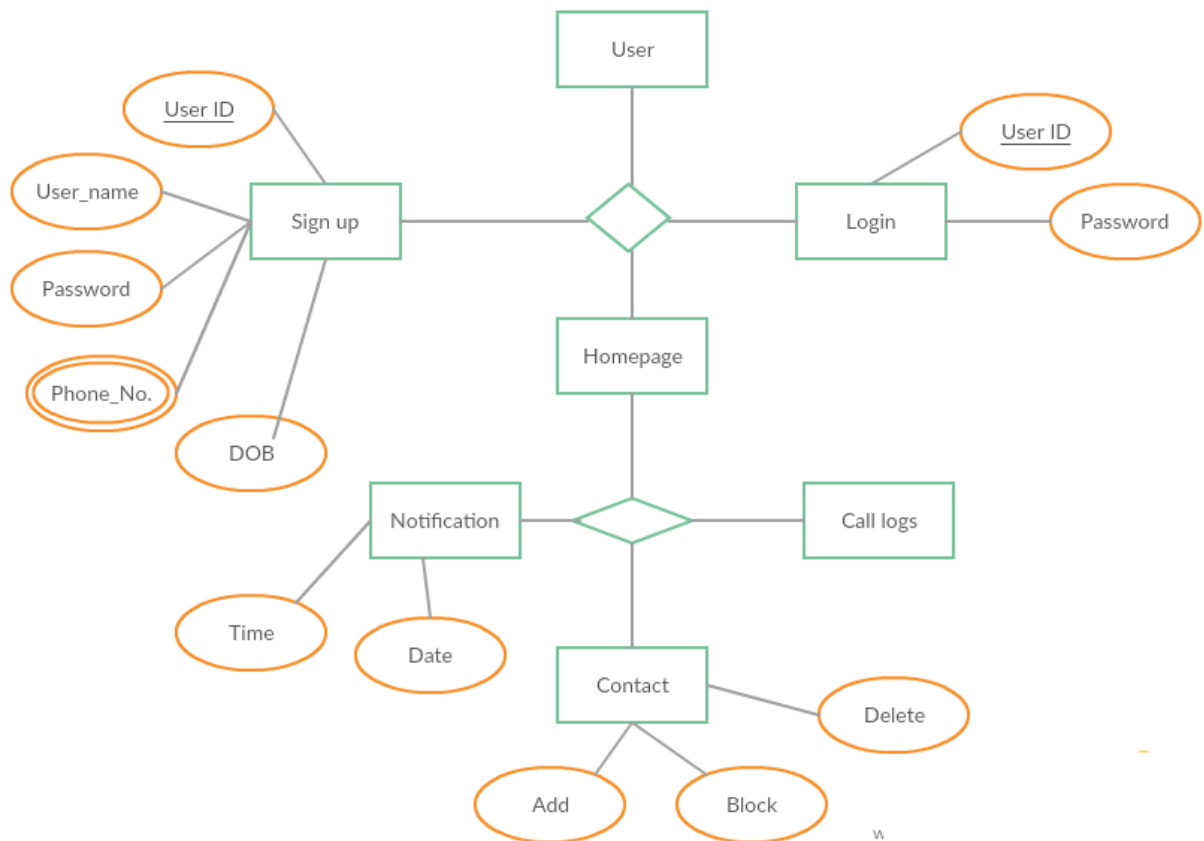 User
User ID
User ID
User_name
Sign up
Login
Password
Password
Homepage
Phone_No.
DOB
Notification
Call logs
Time
Date
Contact
Delete
Add
Block
w